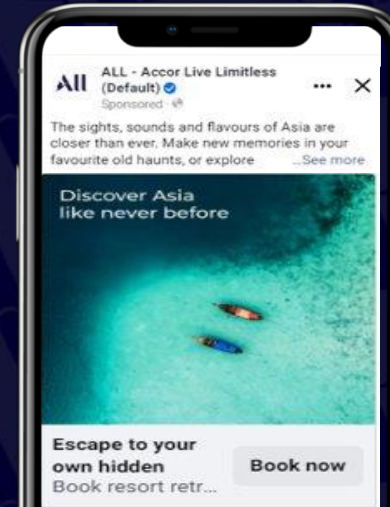 All
ALL - Accor Live Limitless
(Default)
Sponsored ·
The sights, sounds and flavours of Asia are
closer than ever. Make new memories in your
favourite old haunts, or explore ...See more
Discover Asia
like never before
Escape to your
own hidden
Book resort retr...
Book now